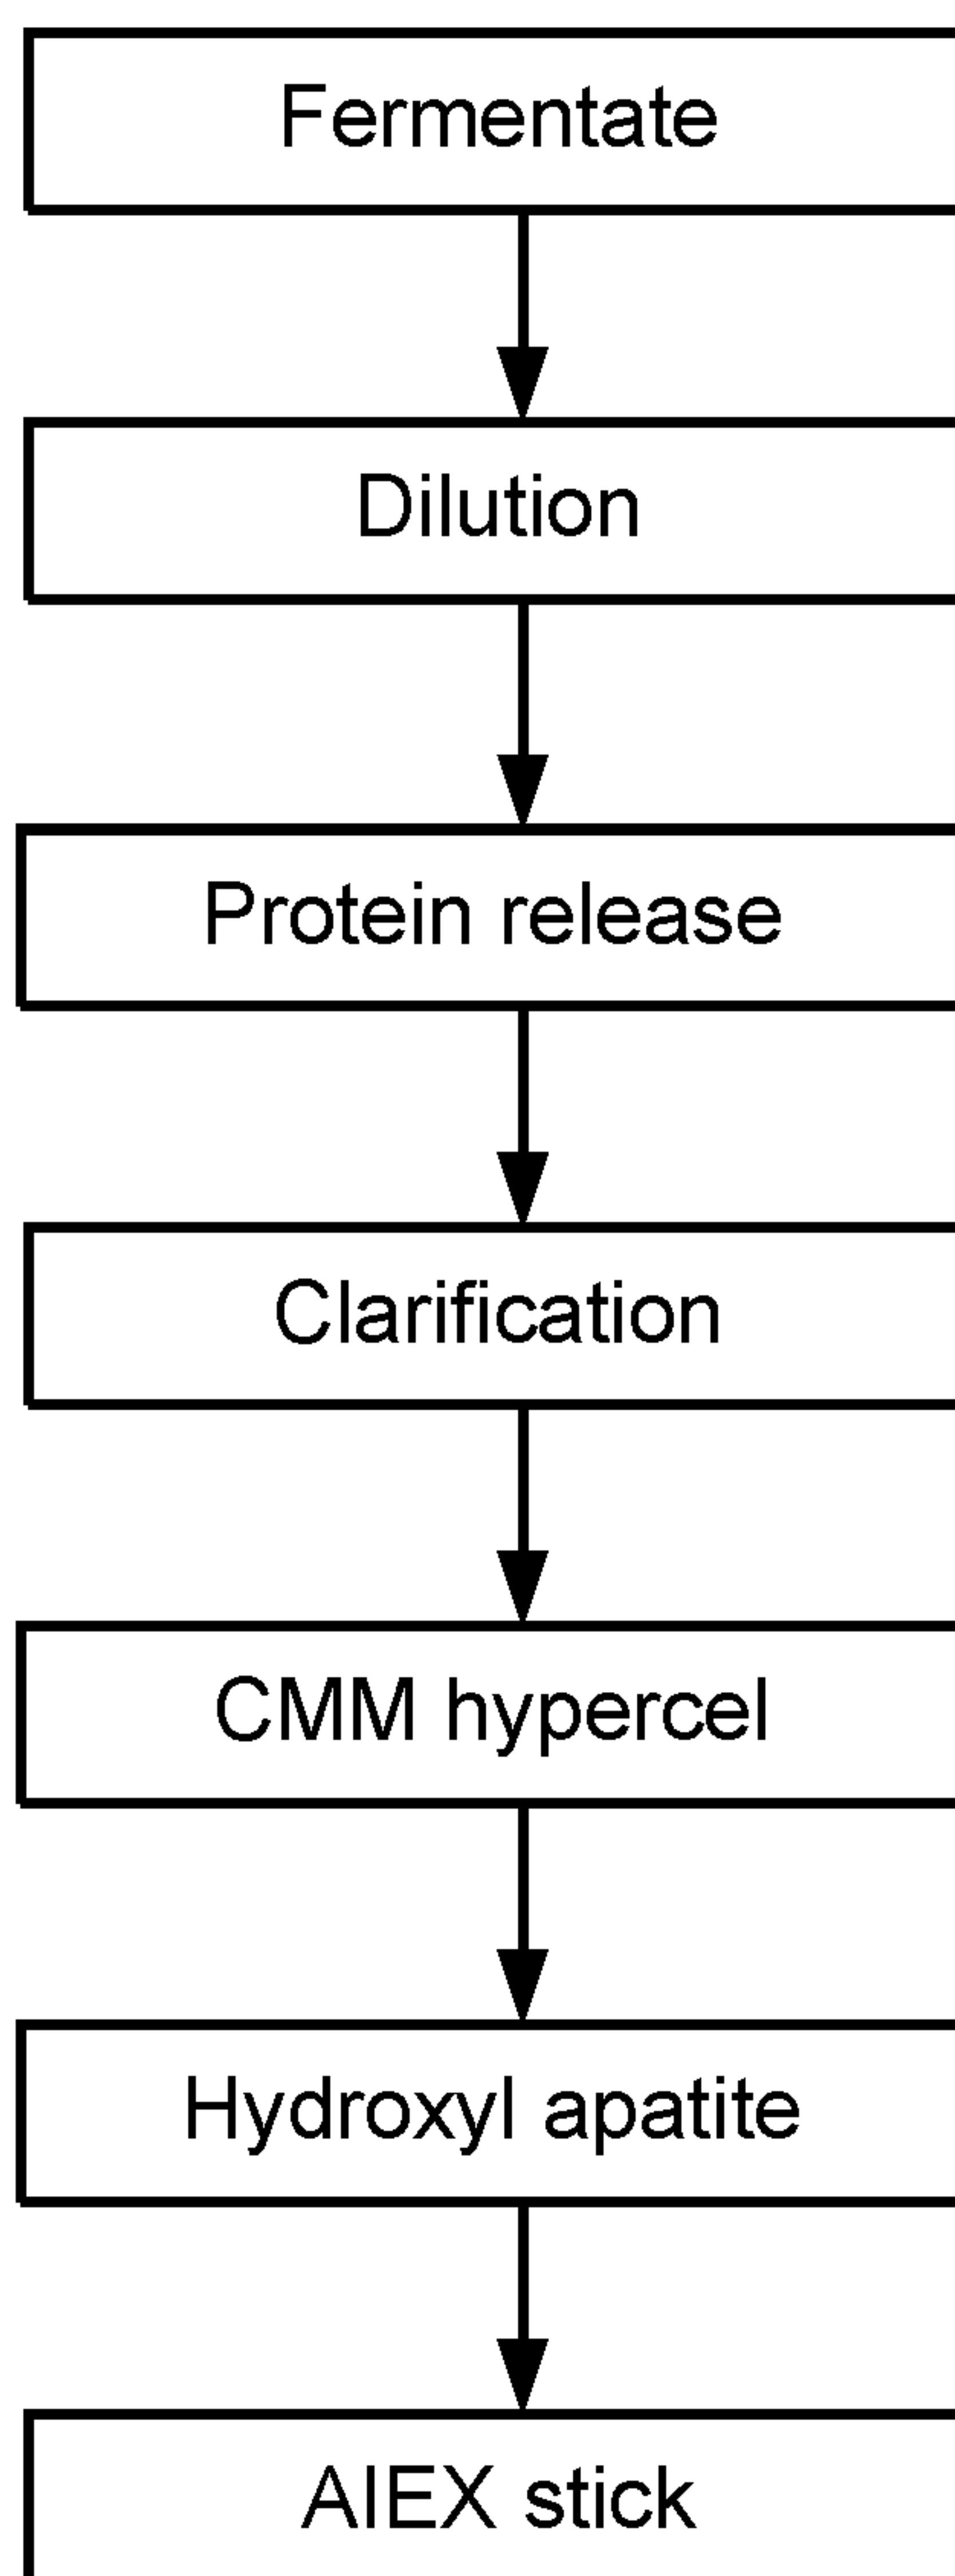 Fermentate
Dilution
Protein release
Clarification
CMM hypercel
Hydroxyl apatite
AIEX stick